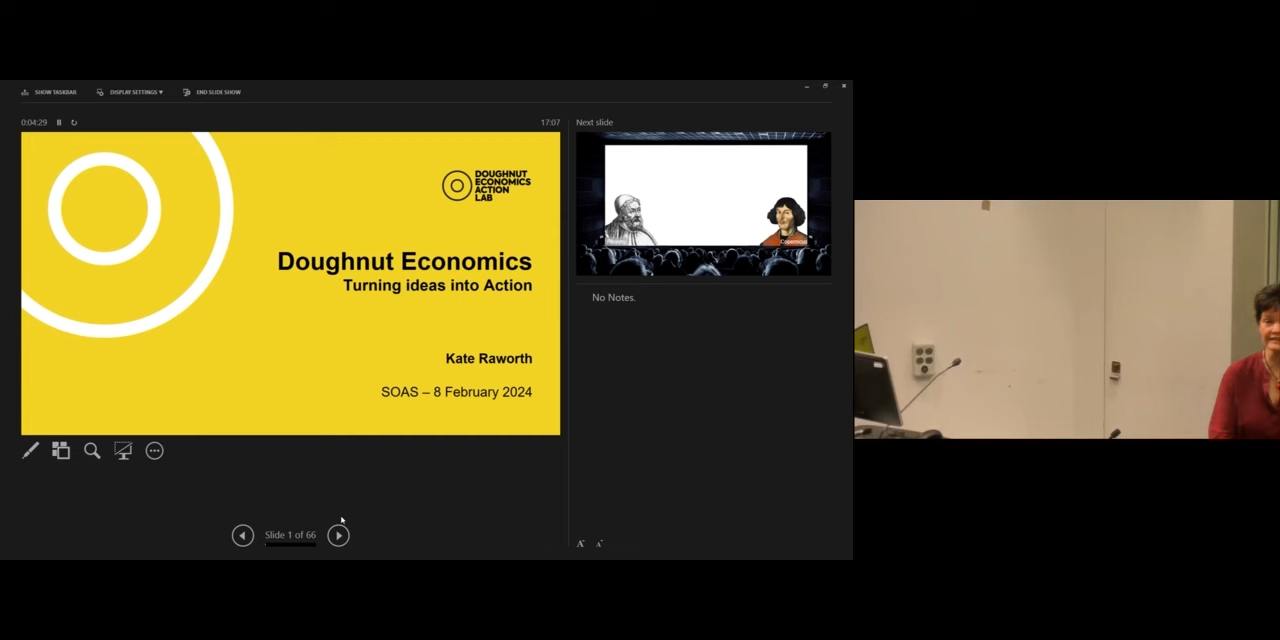 SHOW TASKBAR
DISPLAY SETTINGS ▼
END SLIDE SHOW
0:04:29
17:07
Next slide
DOUGHNUT
ECONOMICS
ACTION
LAB
Doughnut Economics
Turning ideas into Action
Kate Raworth
SOAS – 8 February 2024
Copernicus
No Notes.
Slide 1 of 66
A
A